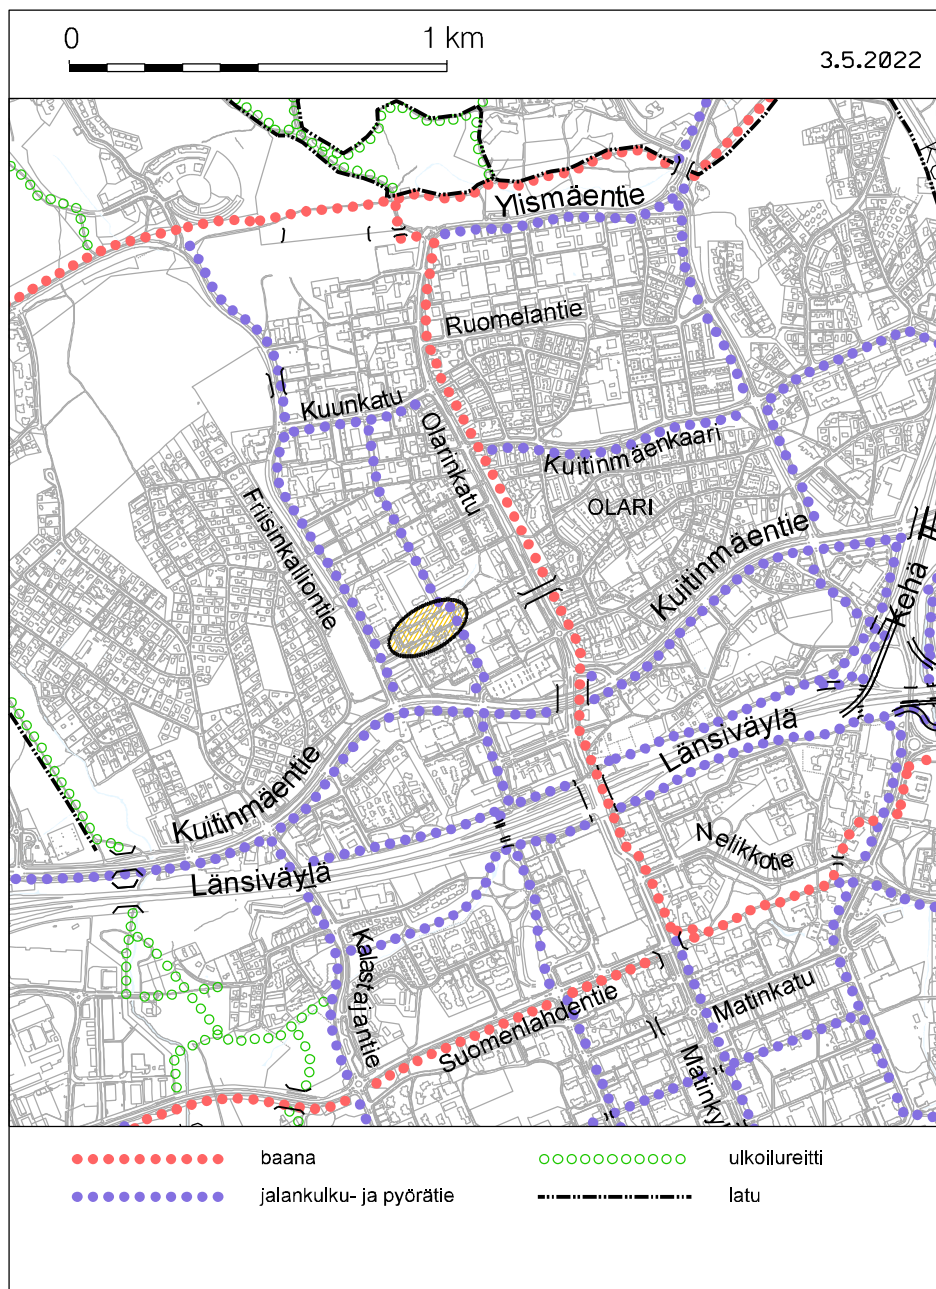 0 1 km
3.5.2022
Ylismäentie
Ruomelantie
Kuunkatu
Olarinkatu
Kuitinmäenkaari
Friisinkalliontie
OLARI
Kuitinmäentie
Kehä
Länsiväylä
Kuitinmäentie
Nelikkotie
Länsiväylä
Kalastajantie
Matinkatu
Suomenlahdentie
baana
ulkoilureitti
jalankulku- ja pyörätie
latu